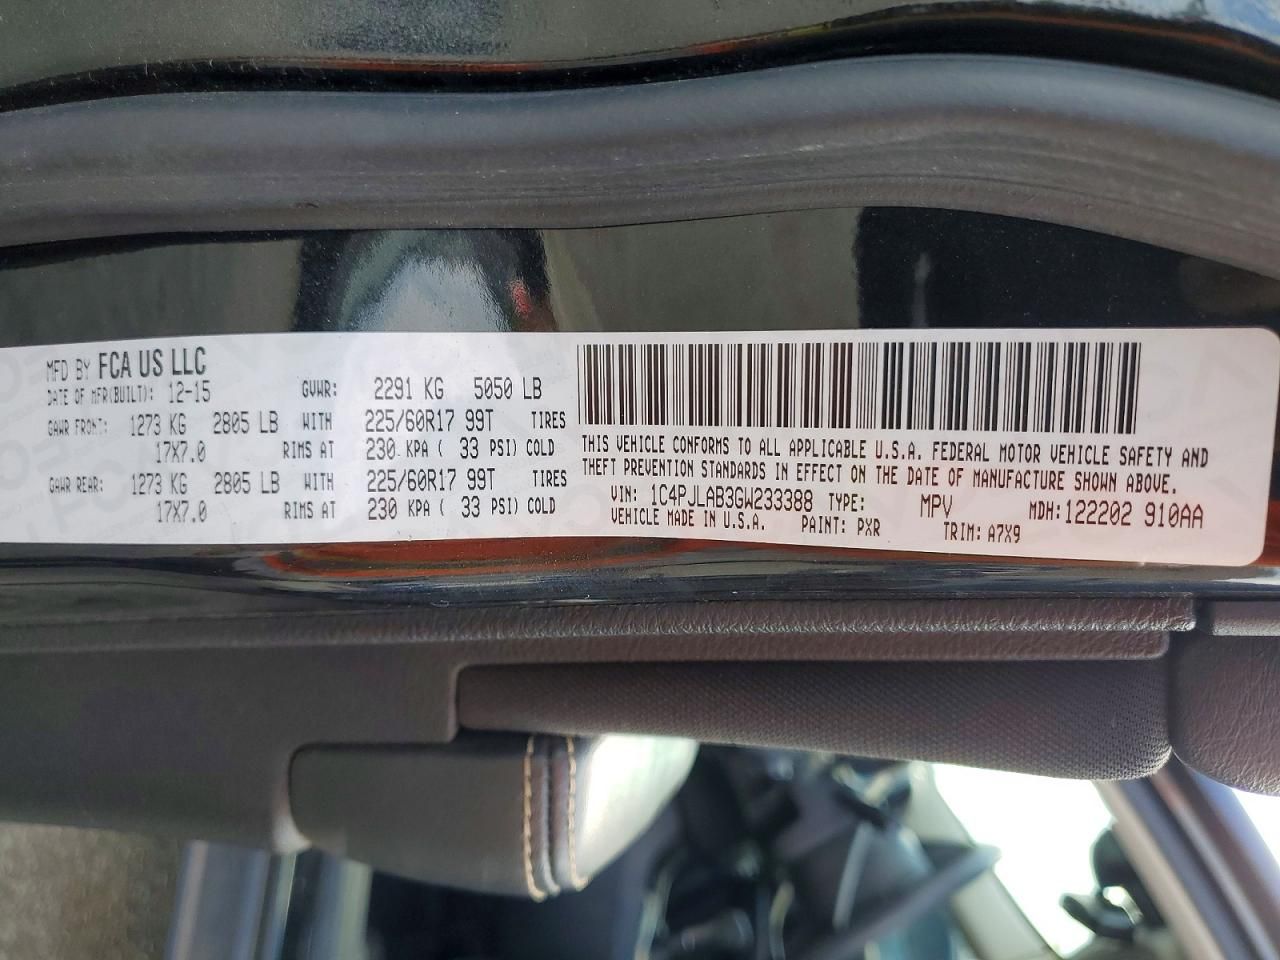 MFD BY FCA US LLC
DATE OF MFR(BUILT): 12-15 GVWR: 2291 KG 5050 LB
GAWR FRONT: 1273 KG 2805 LB WITH 225/60R17 99T TIRES
17X7.0 RIMS AT 230 KPA ( 33 PSI) COLD
GAWR REAR: 1273 KG 2805 LB WITH 225/60R17 99T TIRES
17X7.0 RIMS AT 230 KPA ( 33 PSI) COLD
THIS VEHICLE CONFORMS TO ALL APPLICABLE U.S.A. FEDERAL MOTOR VEHICLE SAFETY AND
THEFT PREVENTION STANDARDS IN EFFECT ON THE DATE OF MANUFACTURE SHOWN ABOVE.
VIN: 1C4PJLAB3GW233388 TYPE: MPV MDH: 122202 910AA
VEHICLE MADE IN U.S.A. PAINT: PXR TRIM: A7X9